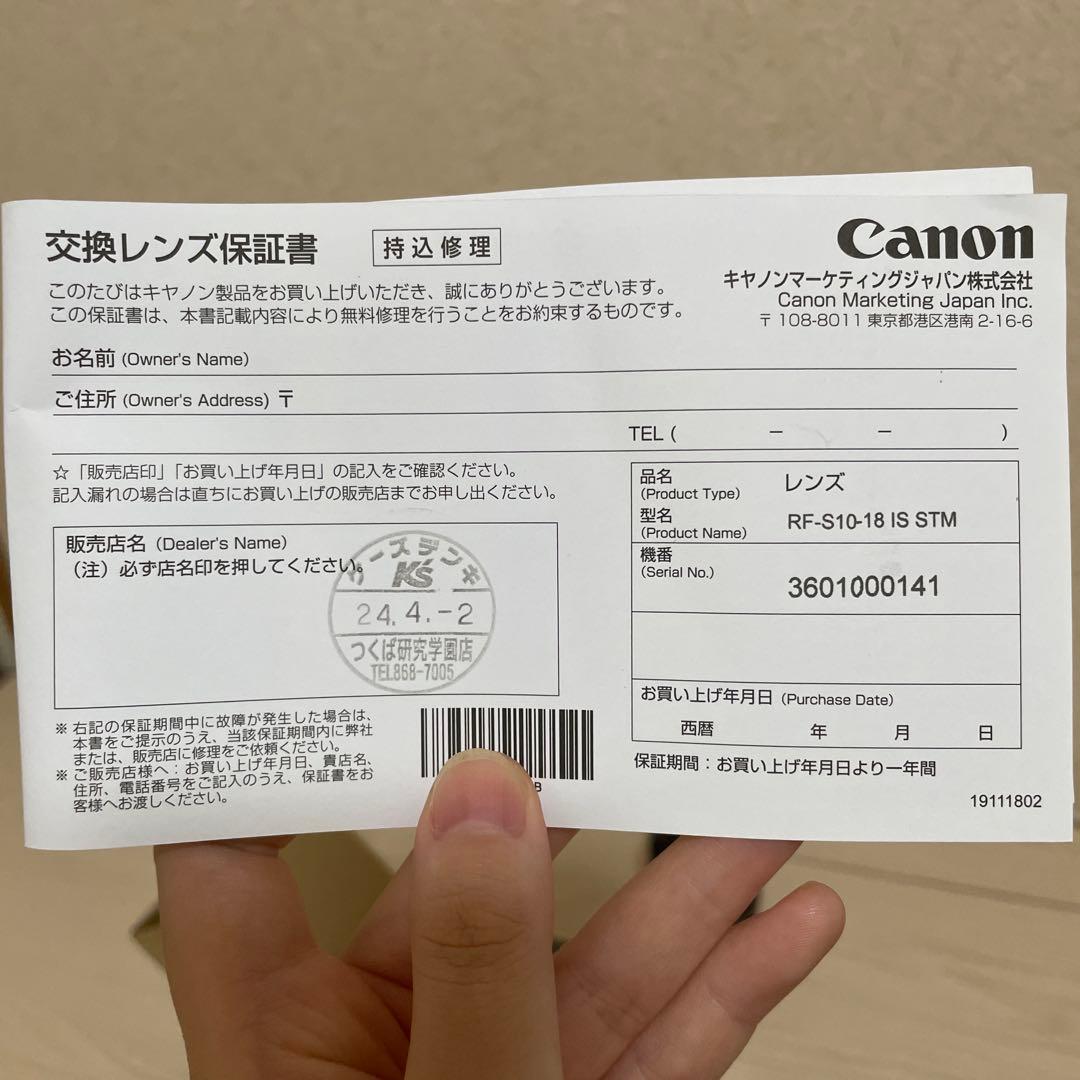 交換レンズ保証書
持込修理
Canon
キヤノンマーケティングジャパン株式会社
Canon Marketing Japan Inc.
〒108-8011 東京都港区港南 2-16-6
このたびはキヤノン製品をお買い上げいただき、誠にありがとうございます。
この保証書は、本書記載内容により無料修理を行うことをお約束するものです。
お名前 (Owner's Name)
ご住所 (Owner's Address) 〒
TEL ( － － )
☆「販売店印」「お買い上げ年月日」の記入をご確認ください。
記入漏れの場合は直ちにお買い上げの販売店までお申し出ください。
販売店名 (Dealer's Name)
（注）必ず店名印を押してください。
ケーズデンキ
K's
24.4.-2
つくば研究学園店
TEL868-7005
品名
(Product Type)
レンズ
型名
(Product Name)
RF-S10-18 IS STM
機番
(Serial No.)
3601000141
お買い上げ年月日 (Purchase Date)
西暦 年 月 日
保証期間：お買い上げ年月日より一年間
※右記の保証期間中に故障が発生した場合は、
本書をご提示のうえ、当該保証期間内に弊社
または、販売店に修理をご依頼ください。
※ご販売店様へ：お買い上げ年月日、貴店名、
住所、電話番号をご記入のうえ、保証書をお
客様へお渡しください。
19111802